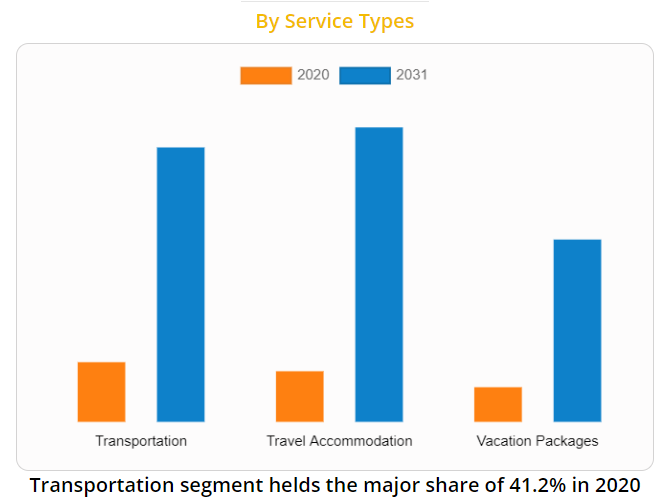 By Service Types
2020 2031
Transportation Travel Accommodation Vacation Packages
Transportation segment helds the major share of 41.2% in 2020